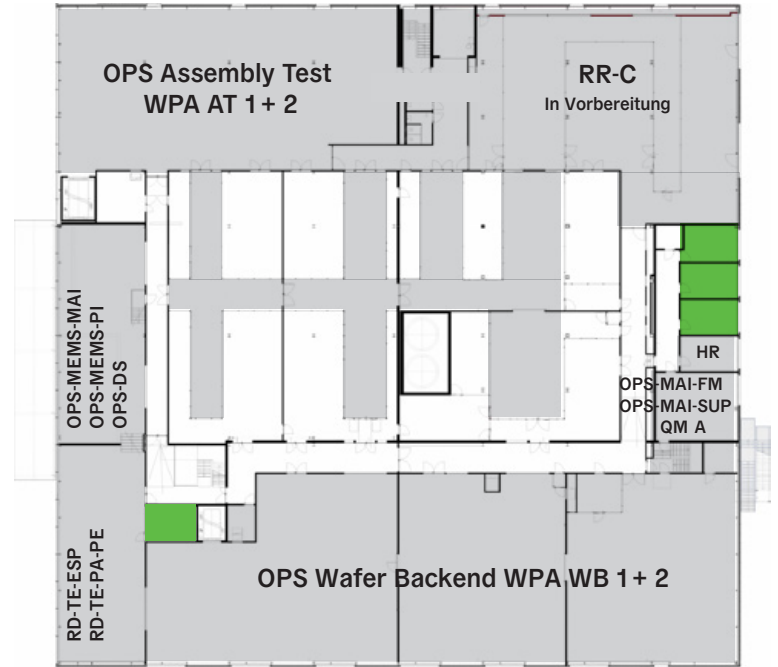 OPS Assembly Test
WPA AT 1+ 2
RR-C
In Vorbereitung
OPS-MEMS-MAI
OPS-MEMS-PI
OPS-DS
HR
OPS-MAI-FM
OPS-MAI-SUP
QM A
RD-TE-ESP
RD-TE-PA-PE
OPS Wafer Backend WPA WB 1+ 2